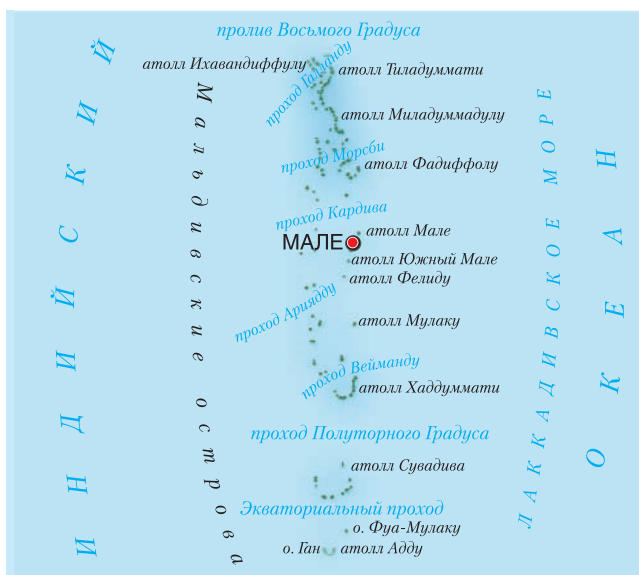 пролив Восьмого Градуса
атолл Ихавандиффулу
проход Галланду
атолл Тиладуммати
атолл Миладуммадулу
проход Морсби
атолл Фадиффолу
проход Кардива
атолл Мале
МАЛЕ
атолл Южный Мале
атолл Фелиду
проход Ариядду
атолл Мулаку
проход Вейманду
атолл Хаддуммати
проход Полуторного Градуса
атолл Сувадива
Экваториальный проход
о. Фуа-Мулаку
о. Ган
атолл Адду
Мальдивские острова
ЛАККАДИВСКОЕ МОРЕ
ИНДИЙСКИЙ
ОКЕАН